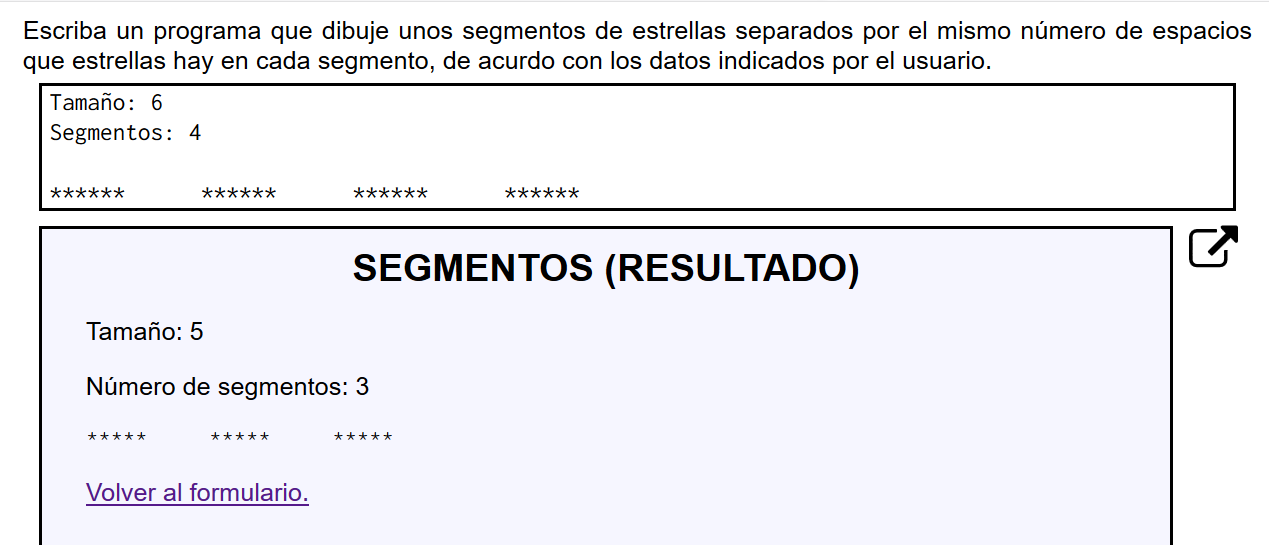 Escriba un programa que dibuje unos segmentos de estrellas separados por el mismo número de espacios
que estrellas hay en cada segmento, de acurdo con los datos indicados por el usuario.
Tamaño: 6
Segmentos: 4
******      ******      ******      ******
SEGMENTOS (RESULTADO)
Tamaño: 5
Número de segmentos: 3
*****     *****     *****
Volver al formulario.